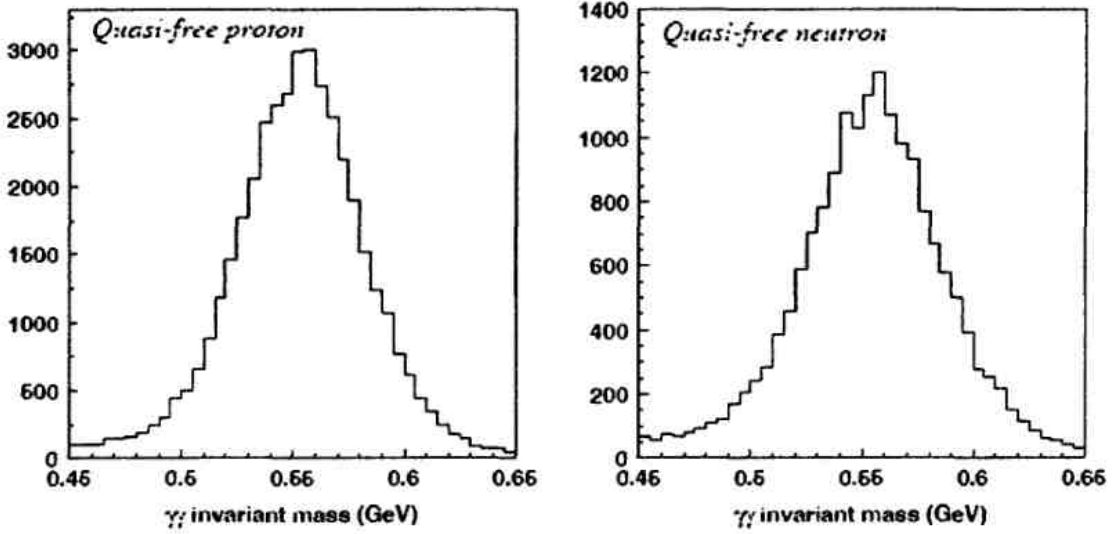 Quasi-free proton
3000
2500
2000
1500
1000
500
0
0.45 0.5 0.55 0.6 0.65
γγ invariant mass (GeV)
Quasi-free neutron
1400
1200
1000
800
600
400
200
0
0.45 0.5 0.55 0.6 0.65
γγ invariant mass (GeV)